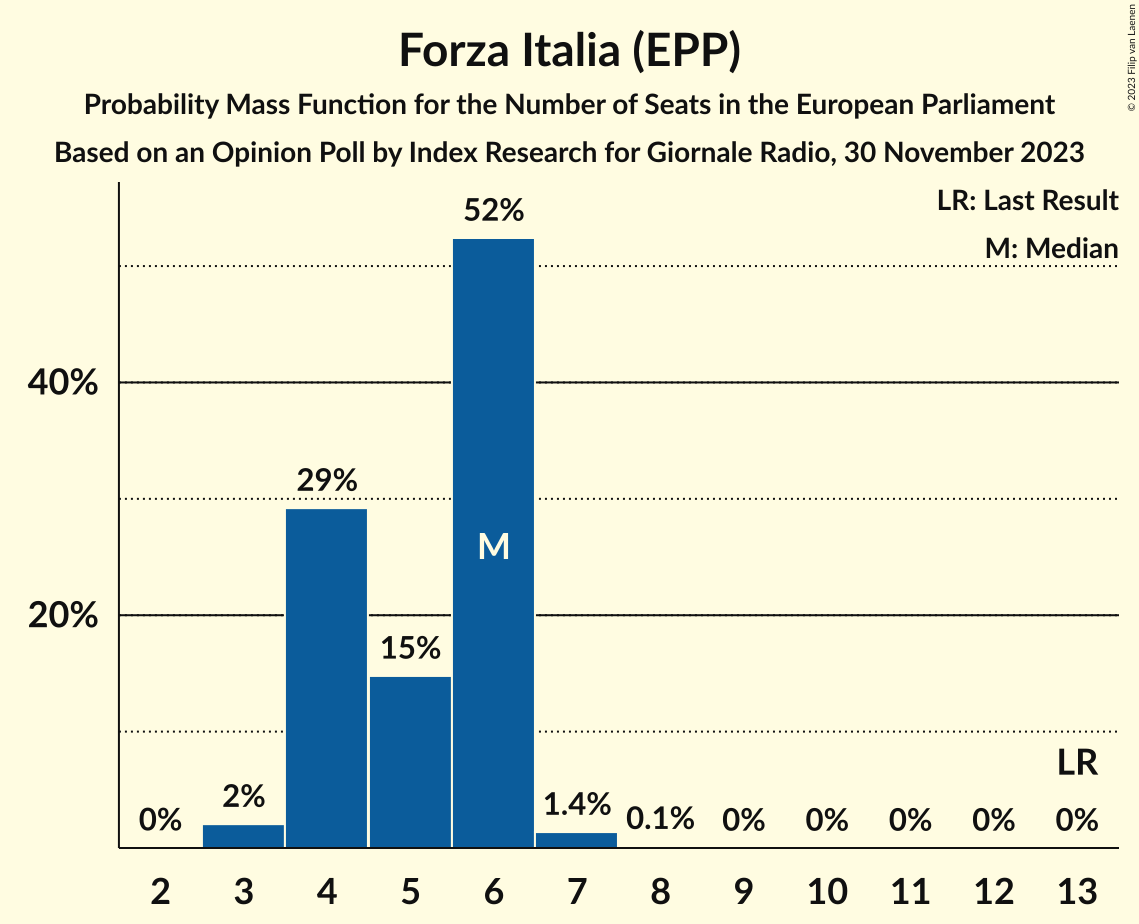 Forza Italia (EPP)
Probability Mass Function for the Number of Seats in the European Parliament
Based on an Opinion Poll by Index Research for Giornale Radio, 30 November 2023
© 2023 Filip van Laenen
LR: Last Result
M: Median
52%
40%
29%
M
20%
15%
LR
0%
2%
1.4%
0.1%
0%
0%
0%
0%
0%
2 3 4 5 6 7 8 9 10 11 12 13